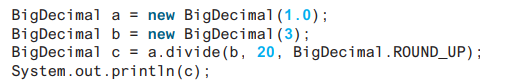 BigDecimal a = new BigDecimal(1.0);
BigDecimal b = new BigDecimal(3);
BigDecimal c = a.divide(b, 20, BigDecimal.ROUND_UP);
System.out.println(c);